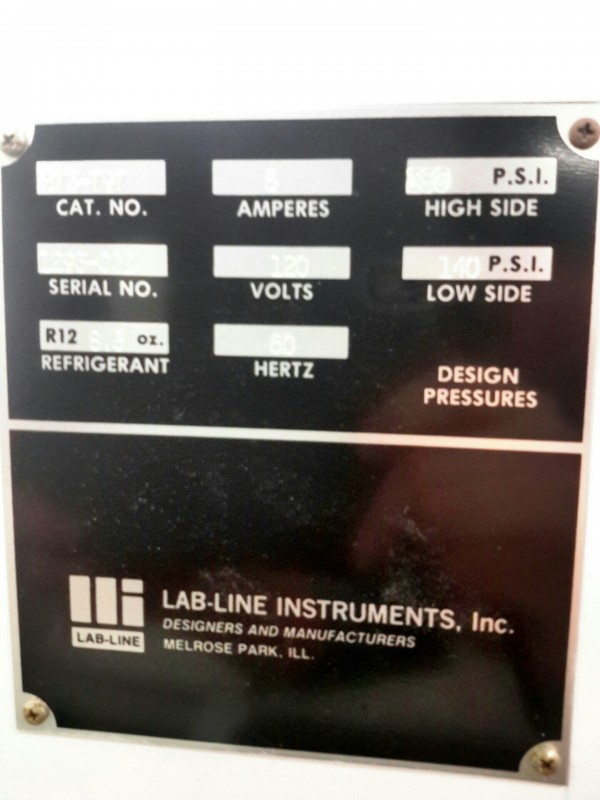 CAT. NO.
5
AMPERES
P.S.I.
HIGH SIDE
SERIAL NO.
120
VOLTS
140 P.S.I.
LOW SIDE
R12 oz.
REFRIGERANT
60
HERTZ
DESIGN
PRESSURES
LAB-LINE
LAB-LINE INSTRUMENTS, Inc.
DESIGNERS AND MANUFACTURERS
MELROSE PARK, ILL.